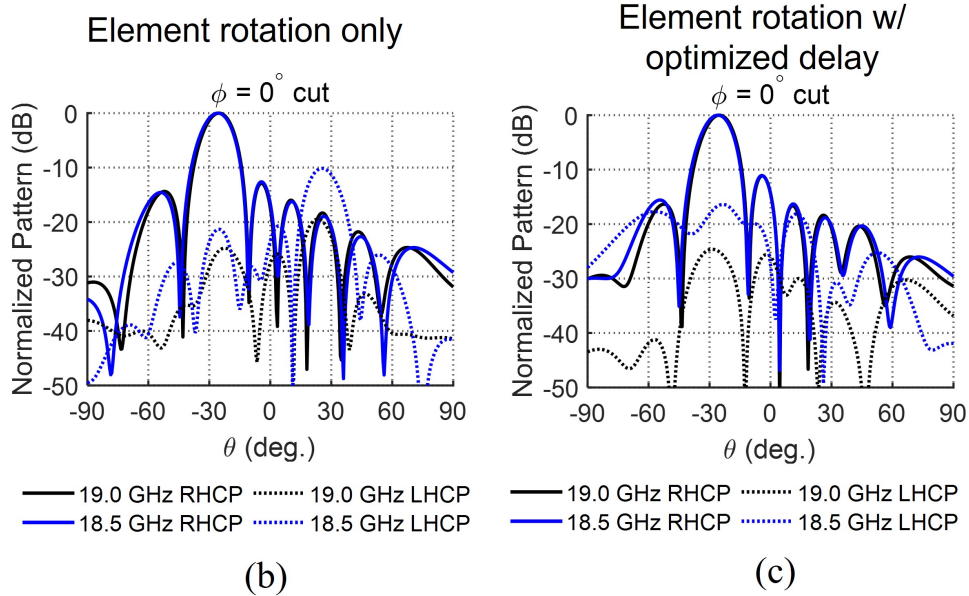 Element rotation only
ϕ = 0° cut
Normalized Pattern (dB)
0
-10
-20
-30
-40
-50
-90 -60 -30 0 30 60 90
θ (deg.)
19.0 GHz RHCP 19.0 GHz LHCP
18.5 GHz RHCP 18.5 GHz LHCP
(b)
Element rotation w/
optimized delay
ϕ = 0° cut
Normalized Pattern (dB)
0
-10
-20
-30
-40
-50
-90 -60 -30 0 30 60 90
θ (deg.)
19.0 GHz RHCP 19.0 GHz LHCP
18.5 GHz RHCP 18.5 GHz LHCP
(c)